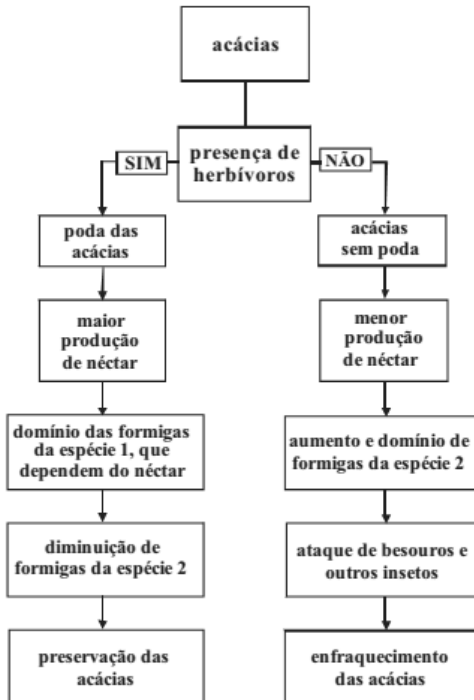 acácias
presença de
herbívoros
SIM
NÃO
poda das
acácias
acácias
sem poda
maior
produção
de néctar
menor
produção
de néctar
domínio das formigas
da espécie 1, que
dependem do néctar
aumento e domínio de
formigas da espécie 2
diminuição de
formigas da espécie 2
ataque de besouros e
outros insetos
preservação das
acácias
enfraquecimento
das acácias